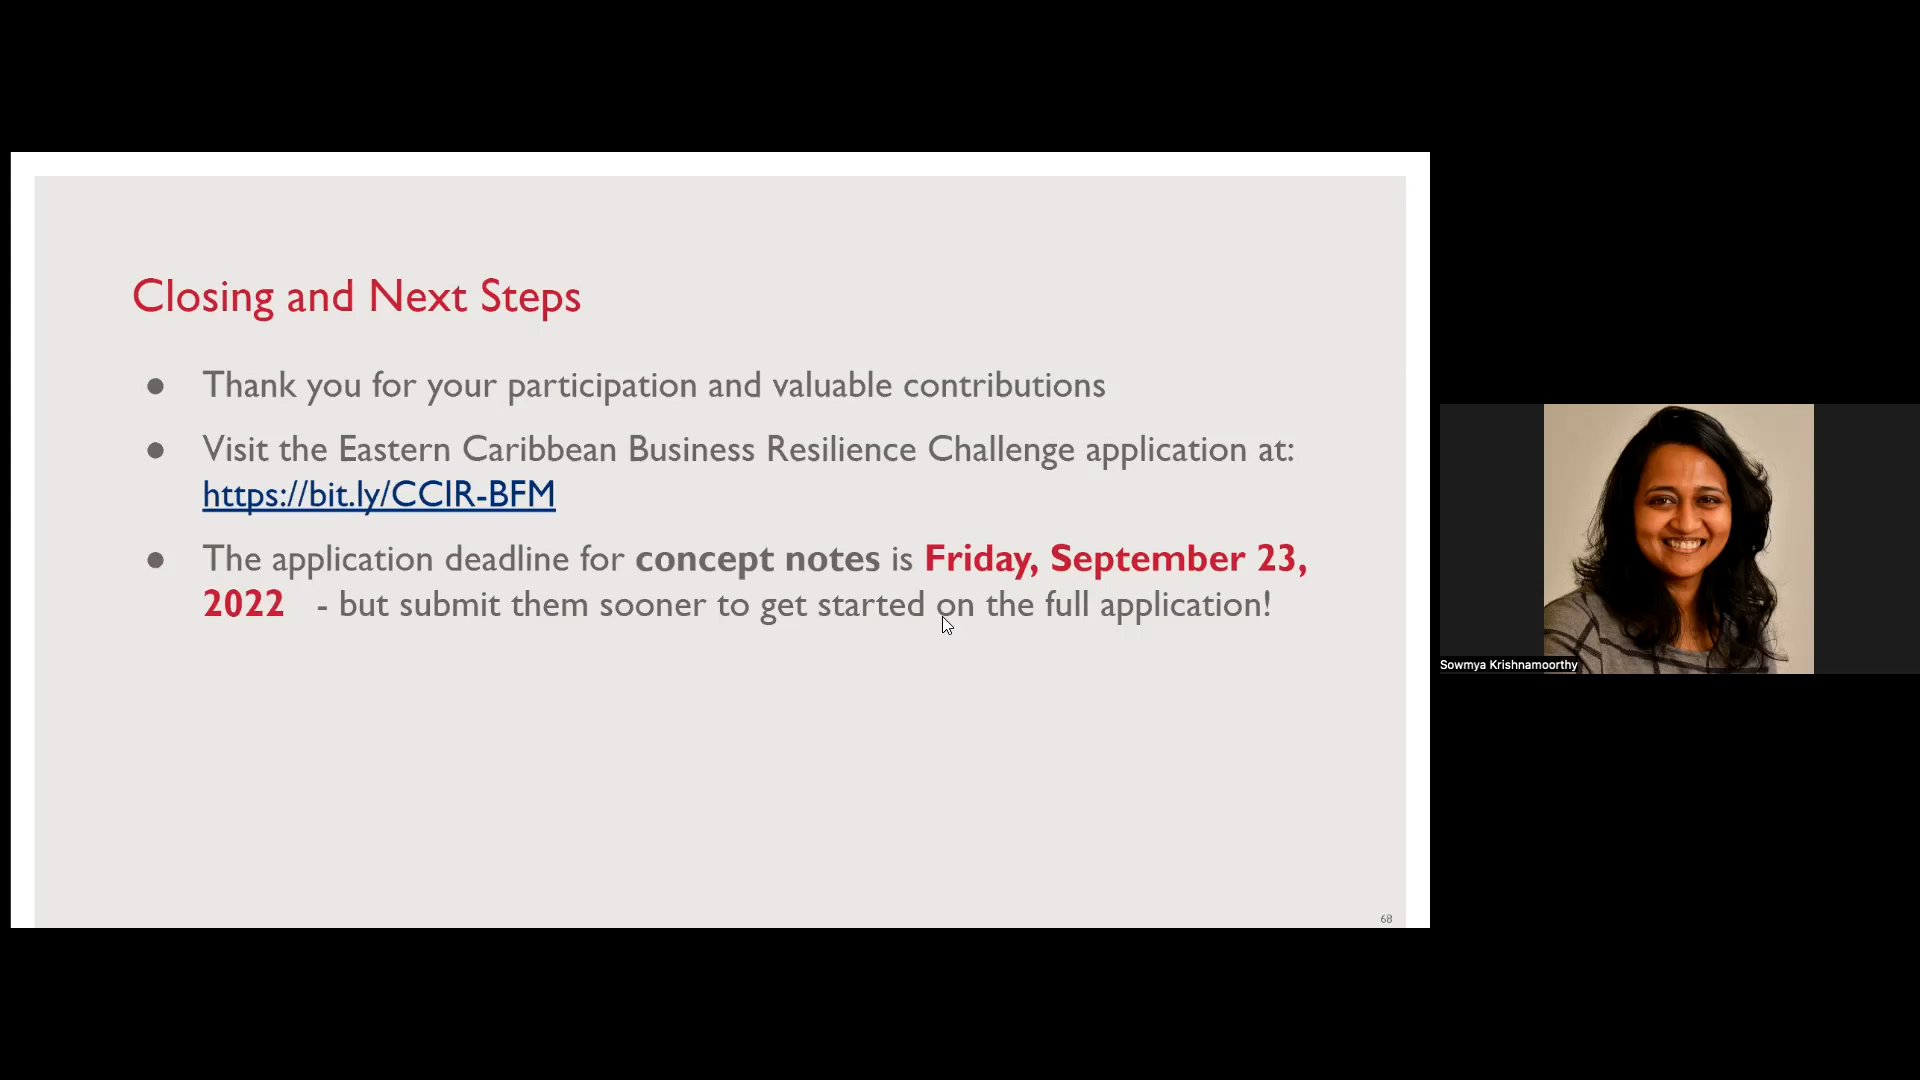 Closing and Next Steps
● Thank you for your participation and valuable contributions
● Visit the Eastern Caribbean Business Resilience Challenge application at:
https://bit.ly/CCIR-BFM
● The application deadline for concept notes is Friday, September 23,
2022 - but submit them sooner to get started on the full application!
68
Sowmya Krishnamoorthy